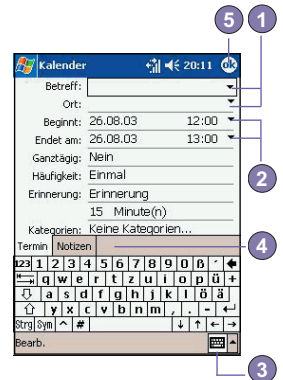 5 1
Kalender 20:11 ok
Betreff:
Ort:
Beginnt: 26.08.03 12:00
Endet am: 26.08.03 13:00
2
Ganztägig: Nein
Häufigkeit: Einmal
Erinnerung: Erinnerung
15 Minute(n)
Kategorien: Keine Kategorien...
Termin Notizen 4
123 1 2 3 4 5 6 7 8 9 0 ß ´
q w e r t z u i o p ü +
a s d f g h j k l ö ä
y x c v b n m , . -
Strg Sym ^ # ↓ ↑ ← →
Bearb.
3